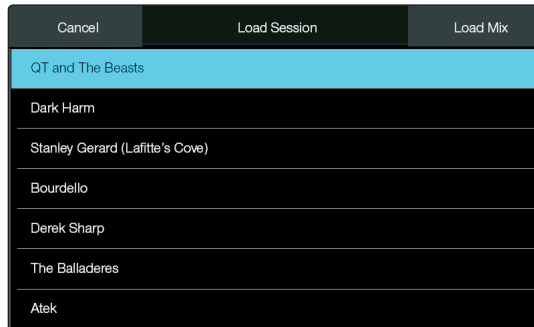 Cancel Load Session Load Mix
QT and The Beasts
Dark Harm
Stanley Gerard (Lafitte's Cove)
Bourdello
Derek Sharp
The Balladeres
Atek